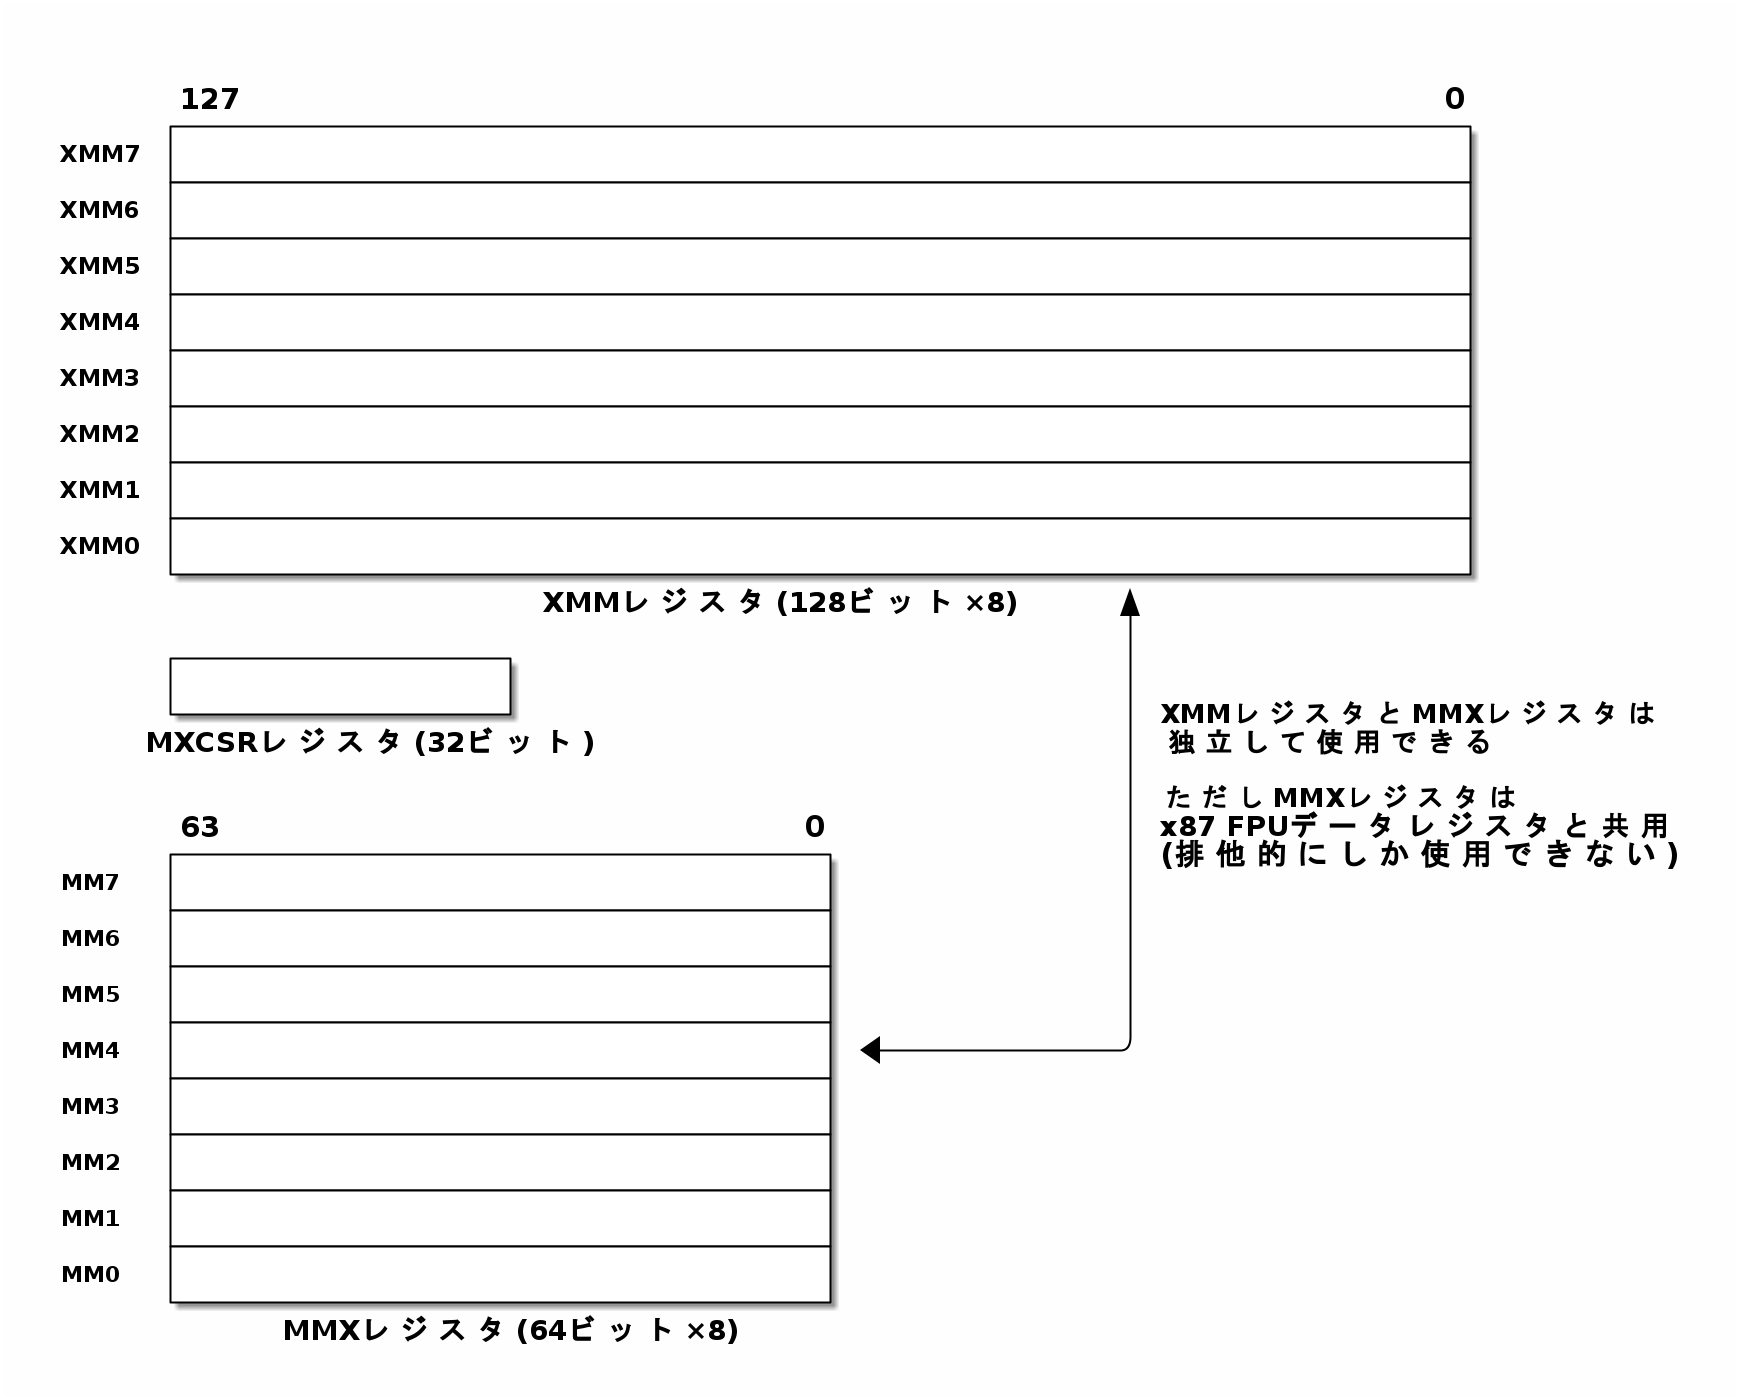 127 0
XMM7
XMM6
XMM5
XMM4
XMM3
XMM2
XMM1
XMM0
XMMレジスタ(128ビット×8)
MXCSRレジスタ(32ビット)
XMMレジスタとMMXレジスタは
独立して使用できる
ただしMMXレジスタは
x87 FPUデータレジスタと共用
(排他的にしか使用できない)
63 0
MM7
MM6
MM5
MM4
MM3
MM2
MM1
MM0
MMXレジスタ(64ビット×8)